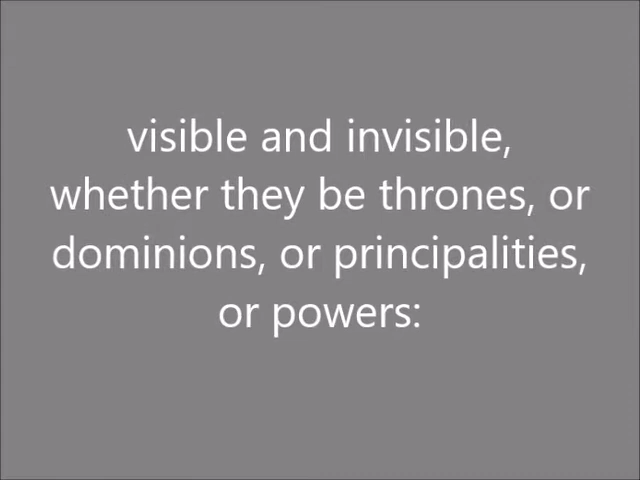 visible and invisible,
whether they be thrones, or
dominions, or principalities,
or powers: